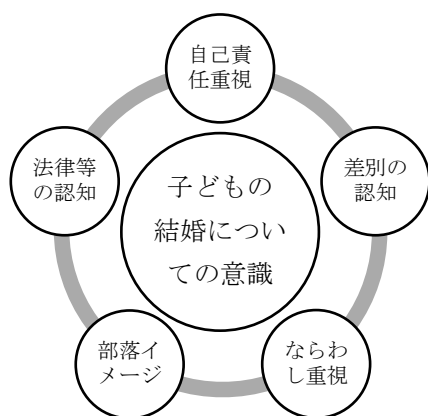 自己責
任重視
法律等
の認知
差別の
認知
子どもの
結婚につい
ての意識
部落イ
メージ
ならわ
し重視